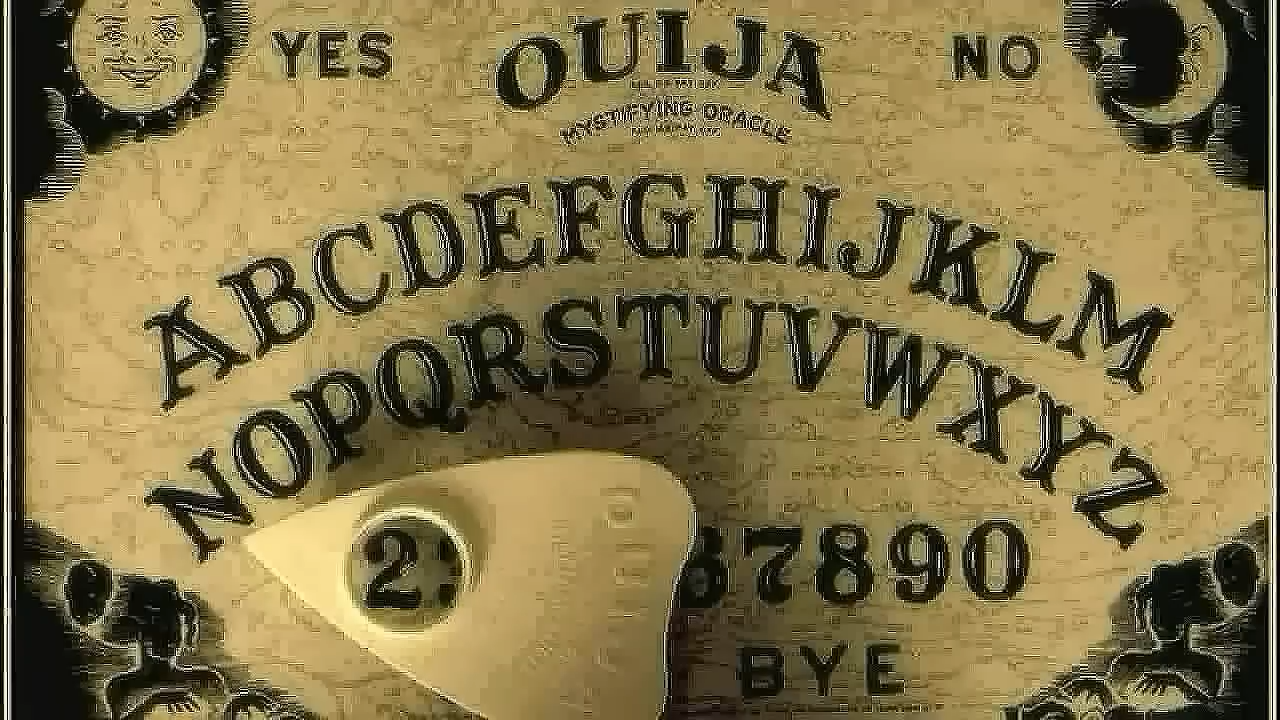 YES OUIJA NO
MYSTIFYING ORACLE
ABCDEFGHIJKLM
NOPQRSTUVWXYZ
2 7890
BYE